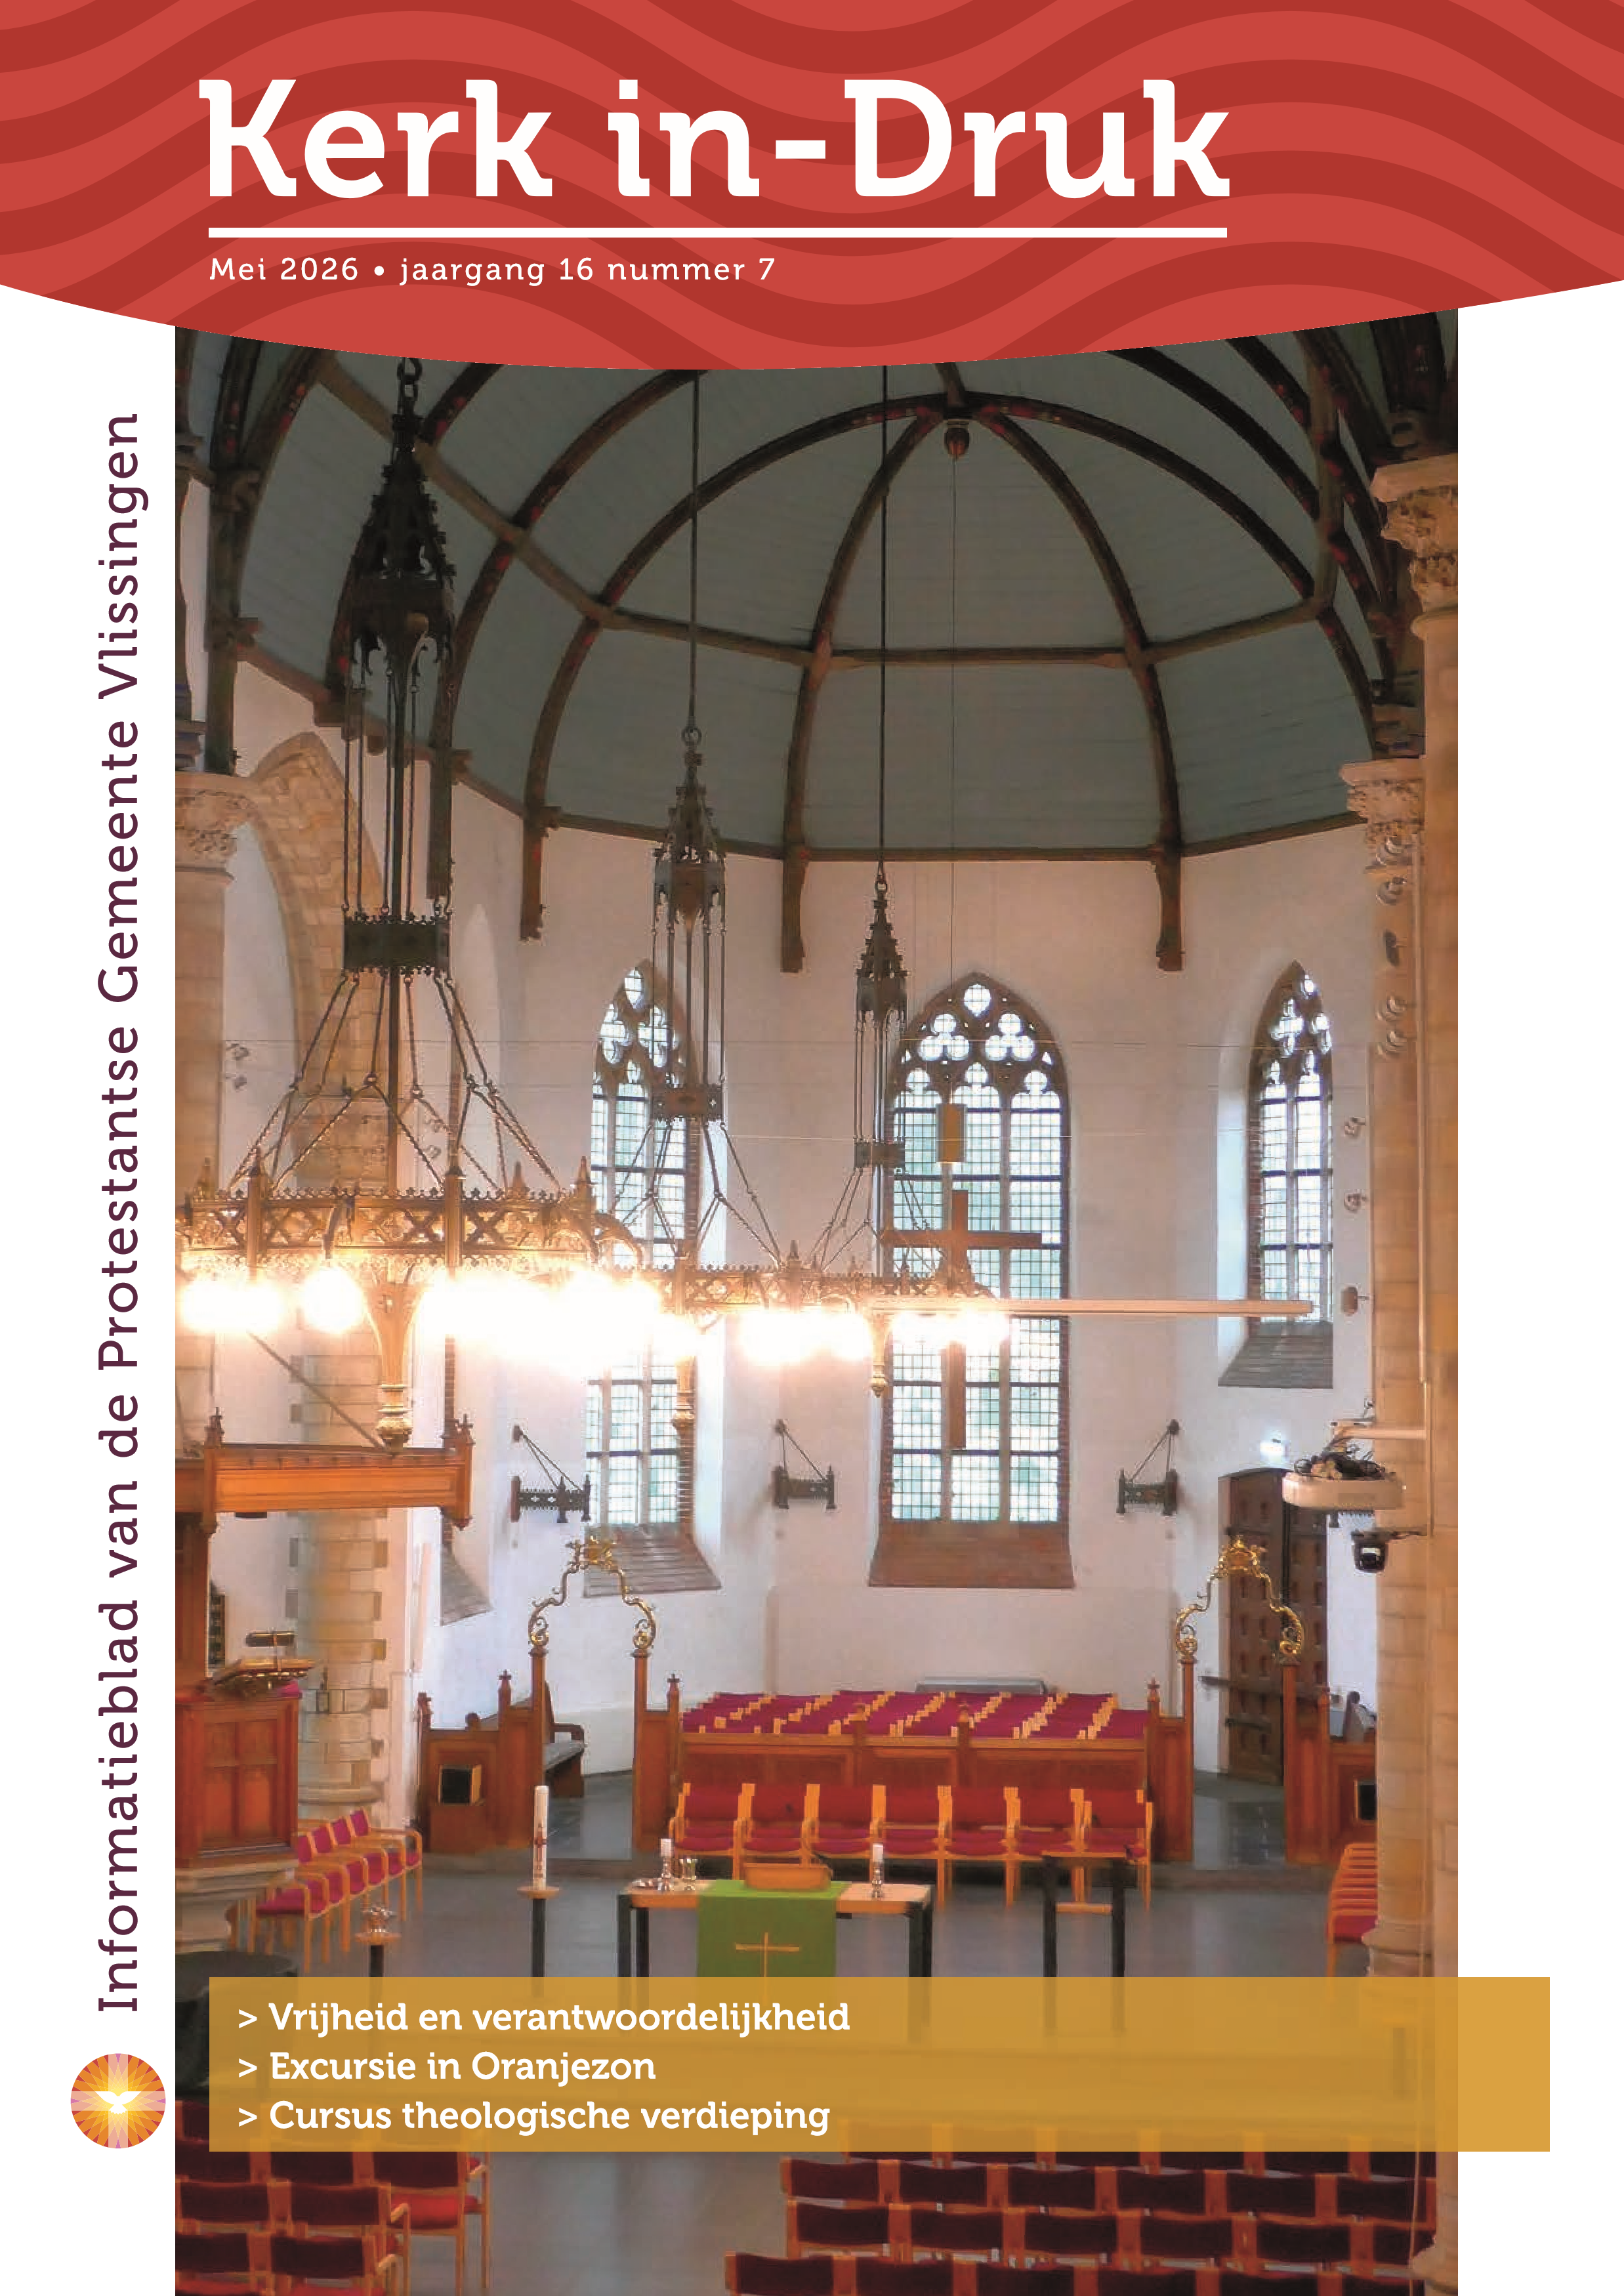 Kerk in-Druk
Mei 2026 • jaargang 16 nummer 7
Informatieblad van de Protestantse Gemeente Vlissingen
> Vrijheid en verantwoordelijkheid
> Excursie in Oranjezon
> Cursus theologische verdieping